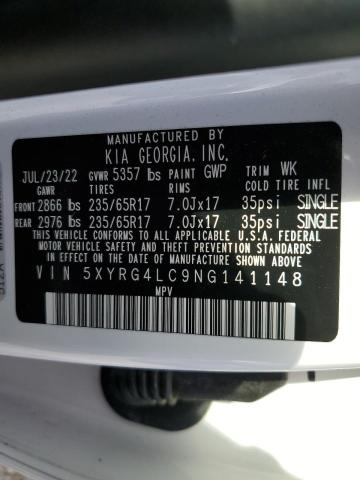 MANUFACTURED BY
KIA GEORGIA, INC.
JUL/23/22 GVWR 5357 lbs PAINT GWP TRIM WK
GAWR TIRES RIMS COLD TIRE INFL
FRONT 2866 lbs 235/65R17 7.0Jx17 35psi SINGLE
REAR 2976 lbs 235/65R17 7.0Jx17 35psi SINGLE
THIS VEHICLE CONFORMS TO ALL APPLICABLE U.S.A. FEDERAL
MOTOR VEHICLE SAFETY, BUMPER, AND THEFT PREVENTION
STANDARDS IN EFFECT ON THE DATE OF MANUFACTURE SHOWN ABOVE.
VIN 5XYRG4LC9NG141148
MPV